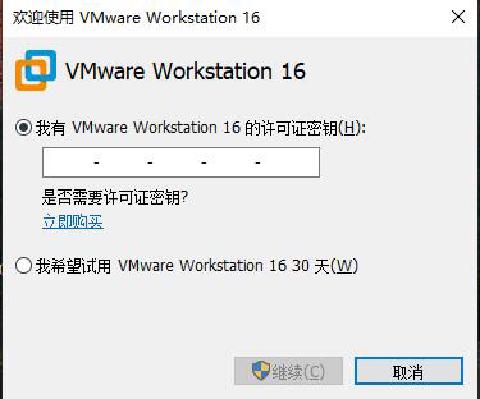 欢迎使用 VMware Workstation 16
VMware Workstation 16
我有 VMware Workstation 16 的许可证密钥(H):
- - - -
是否需要许可证密钥?
立即购买
我希望试用 VMware Workstation 16 30 天(W)
继续(C)
取消